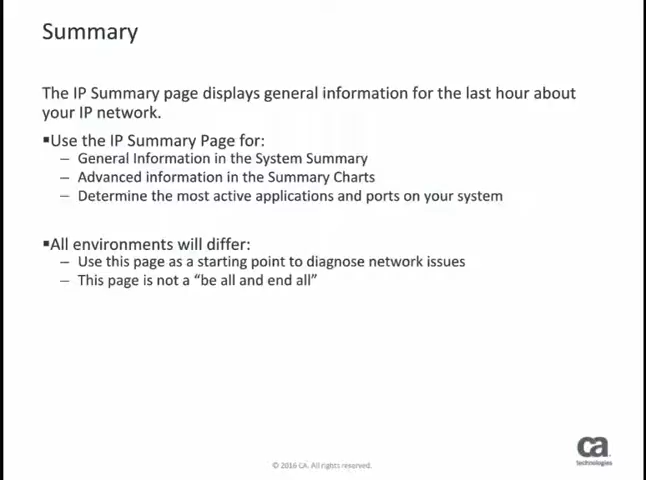 Summary
The IP Summary page displays general information for the last hour about
your IP network.
▪Use the IP Summary Page for:
– General Information in the System Summary
– Advanced information in the Summary Charts
– Determine the most active applications and ports on your system
▪All environments will differ:
– Use this page as a starting point to diagnose network issues
– This page is not a “be all and end all”
ca
technologies
© 2016 CA. All rights reserved.